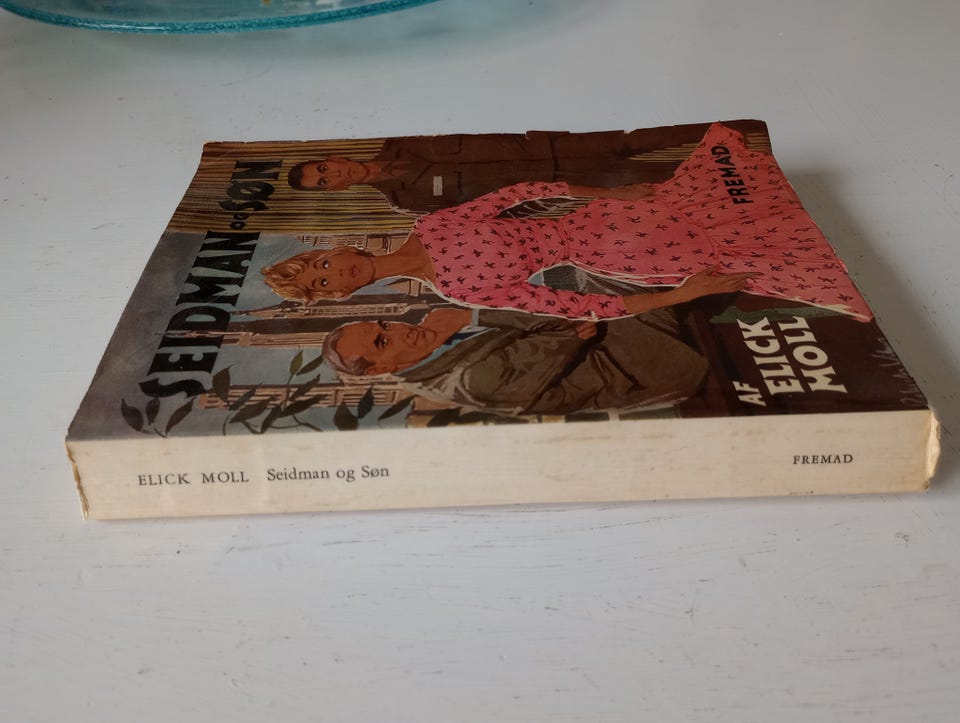 SEIDMAN
OG SØN
FREMAD
AF
ELICK
MOLL
ELICK MOLL Seidman og Søn
FREMAD